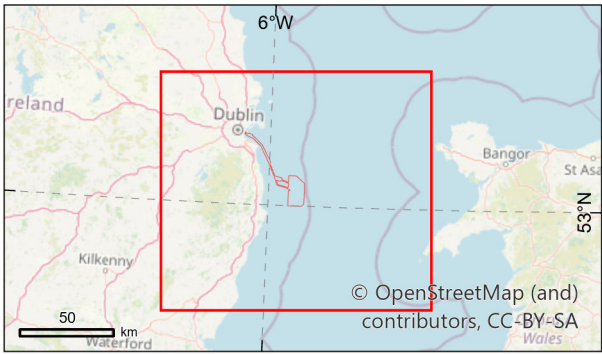 6°W
reland
Dublin
Bangor
St Asa
53°N
Kilkenny
© OpenStreetMap (and)
contributors, CC-BY-SA
50
km
Waterford
Wales